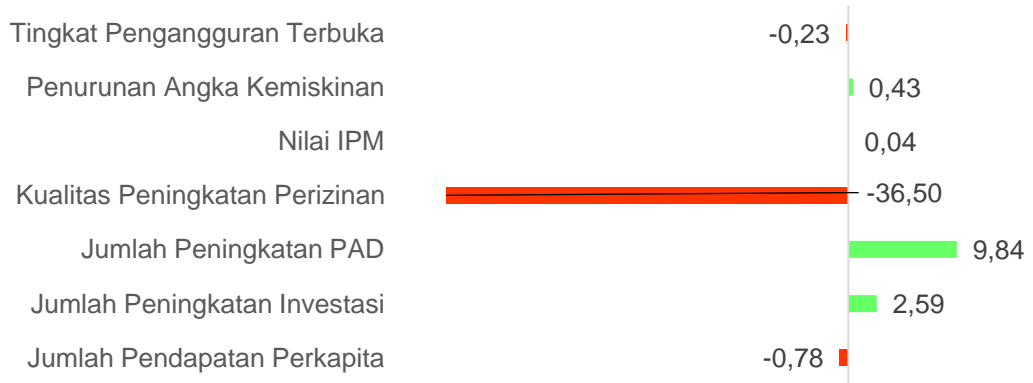 Tingkat Pengangguran Terbuka -0,23
Penurunan Angka Kemiskinan 0,43
Nilai IPM 0,04
Kualitas Peningkatan Perizinan -36,50
Jumlah Peningkatan PAD 9,84
Jumlah Peningkatan Investasi 2,59
Jumlah Pendapatan Perkapita -0,78